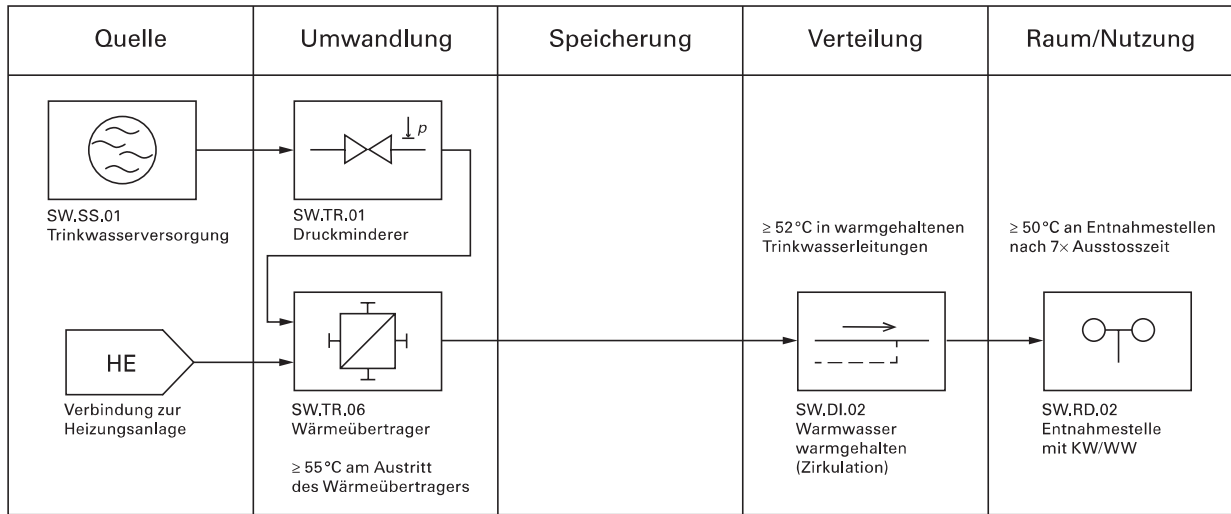 Quelle
Umwandlung
Speicherung
Verteilung
Raum/Nutzung
p
SW.SS.01
Trinkwasserversorgung
SW.TR.01
Druckminderer
≥ 52 °C in warmgehaltenen
Trinkwasserleitungen
≥ 50 °C an Entnahmestellen
nach 7× Ausstosszeit
HE
Verbindung zur
Heizungsanlage
SW.TR.06
Wärmeübertrager
≥ 55 °C am Austritt
des Wärmeübertragers
SW.DI.02
Warmwasser
warmgehalten
(Zirkulation)
SW.RD.02
Entnahmestelle
mit KW/WW